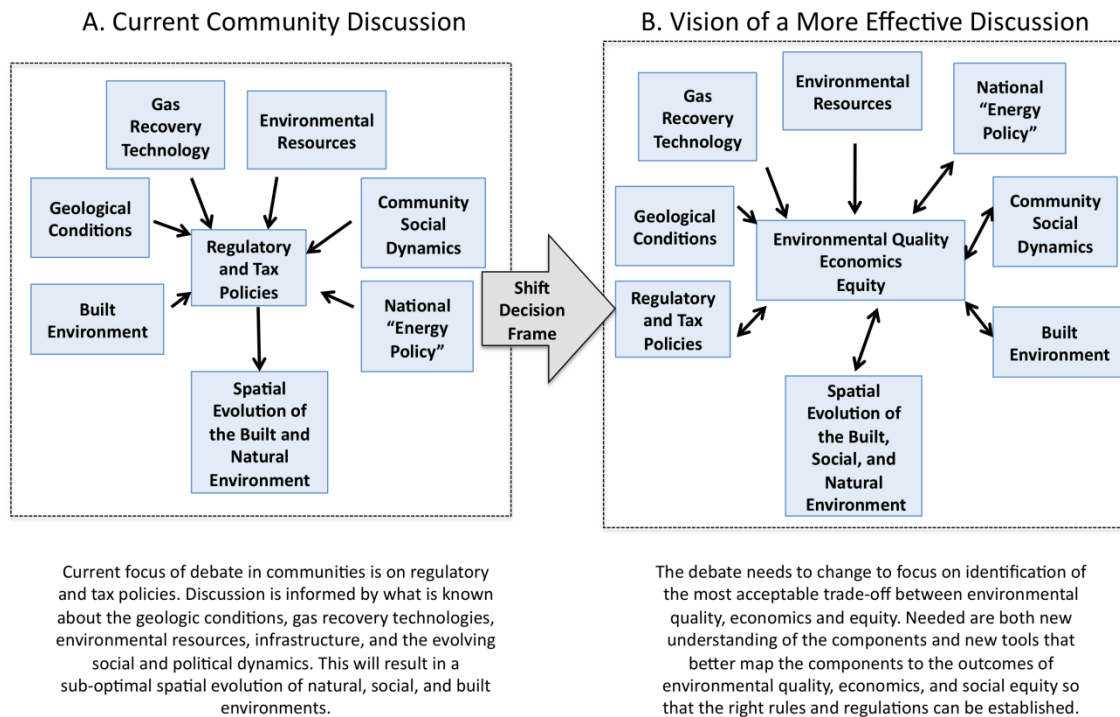 A. Current Community Discussion
Gas
Recovery
Technology
Environmental
Resources
Geological
Conditions
Community
Social
Dynamics
Regulatory
and Tax
Policies
Built
Environment
National
“Energy
Policy”
Spatial
Evolution of
the Built and
Natural
Environment
Shift
Decision
Frame
B. Vision of a More Effective Discussion
Gas
Recovery
Technology
Environmental
Resources
National
“Energy
Policy”
Geological
Conditions
Environmental Quality
Economics
Equity
Community
Social
Dynamics
Regulatory
and Tax
Policies
Built
Environment
Spatial
Evolution of
the Built,
Social, and
Natural
Environment
Current focus of debate in communities is on regulatory
and tax policies. Discussion is informed by what is known
about the geologic conditions, gas recovery technologies,
environmental resources, infrastructure, and the evolving
social and political dynamics. This will result in a
sub-optimal spatial evolution of natural, social, and built
environments.
The debate needs to change to focus on identification of
the most acceptable trade-off between environmental
quality, economics and equity. Needed are both new
understanding of the components and new tools that
better map the components to the outcomes of
environmental quality, economics, and social equity so
that the right rules and regulations can be established.